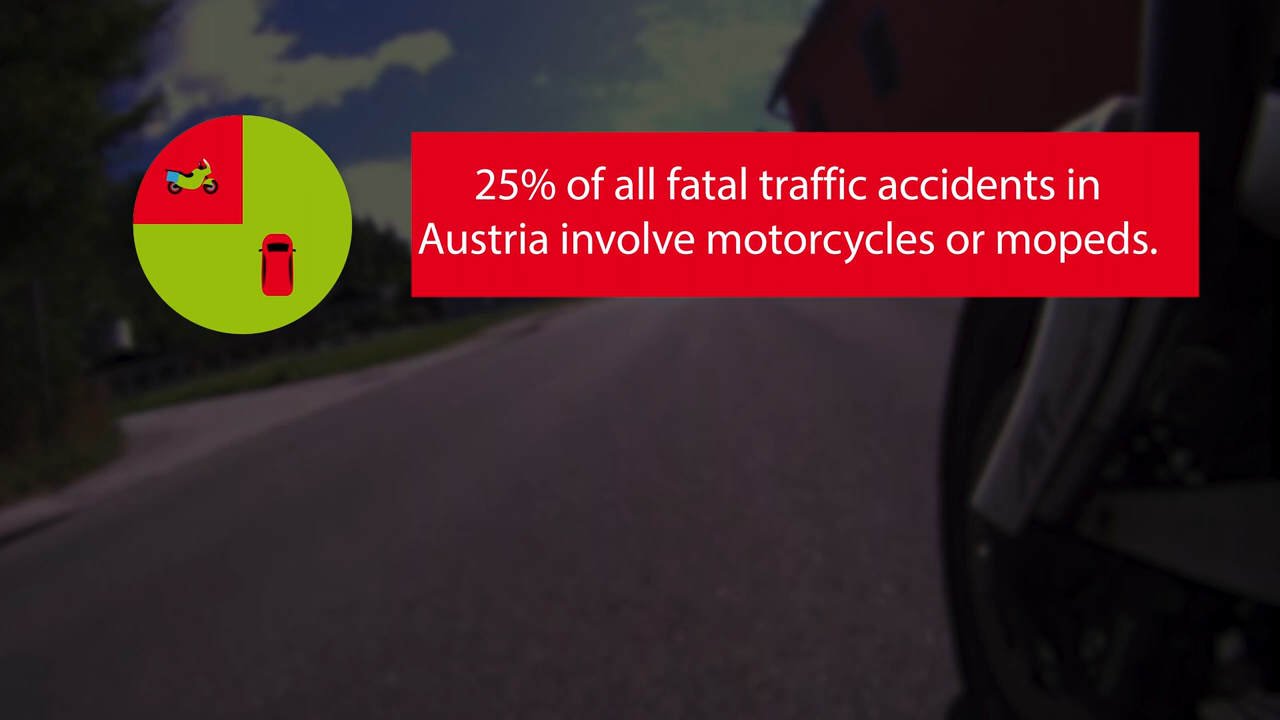 25% of all fatal traffic accidents in
Austria involve motorcycles or mopeds.